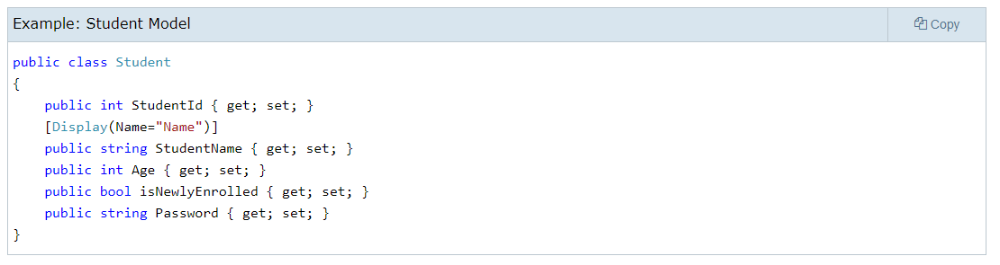 Example: Student Model
Copy
public class Student
{
    public int StudentId { get; set; }
    [Display(Name="Name")]
    public string StudentName { get; set; }
    public int Age { get; set; }
    public bool isNewlyEnrolled { get; set; }
    public string Password { get; set; }
}